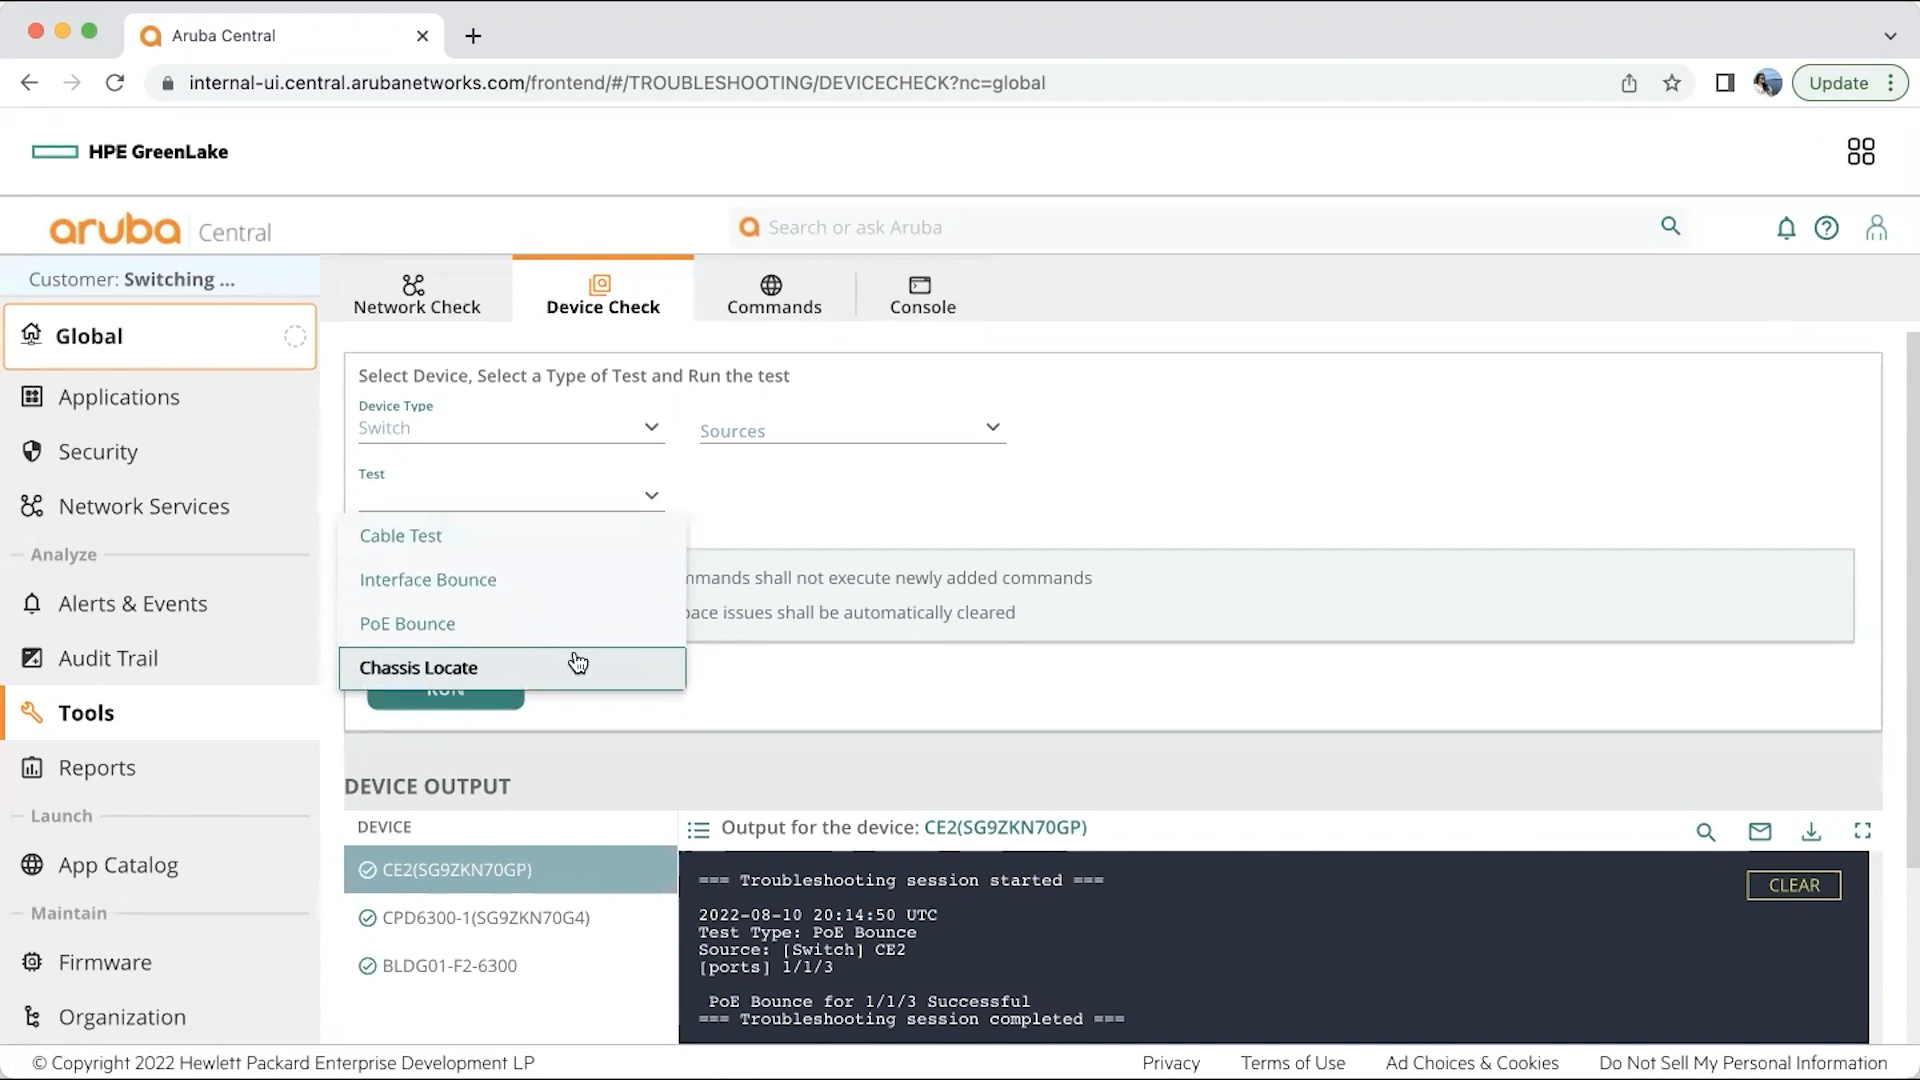 Aruba Central
internal-ui.central.arubanetworks.com/frontend/#/TROUBLESHOOTING/DEVICECHECK?nc=global
Update
HPE GreenLake
aruba Central
Search or ask Aruba
Customer: Switching ...
Global
Applications
Security
Network Services
Analyze
Alerts & Events
Audit Trail
Tools
Reports
Launch
App Catalog
Maintain
Firmware
Organization
Network Check
Device Check
Commands
Console
Select Device, Select a Type of Test and Run the test
Device Type
Switch
Sources
Test
Cable Test
Interface Bounce
PoE Bounce
Chassis Locate
mmands shall not execute newly added commands
pace issues shall be automatically cleared
RUN
DEVICE OUTPUT
DEVICE
CE2(SG9ZKN70GP)
CPD6300-1(SG9ZKN70G4)
BLDG01-F2-6300
Output for the device: CE2(SG9ZKN70GP)
CLEAR
=== Troubleshooting session started ===
2022-08-10 20:14:50 UTC
Test Type: PoE Bounce
Source: [Switch] CE2
[ports] 1/1/3
PoE Bounce for 1/1/3 Successful
=== Troubleshooting session completed ===
© Copyright 2022 Hewlett Packard Enterprise Development LP
Privacy
Terms of Use
Ad Choices & Cookies
Do Not Sell My Personal Information